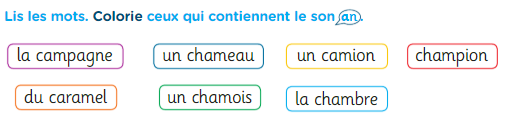 Lis les mots. Colorie ceux qui contiennent le son an.
la campagne un chameau un camion champion
du caramel un chamois la chambre